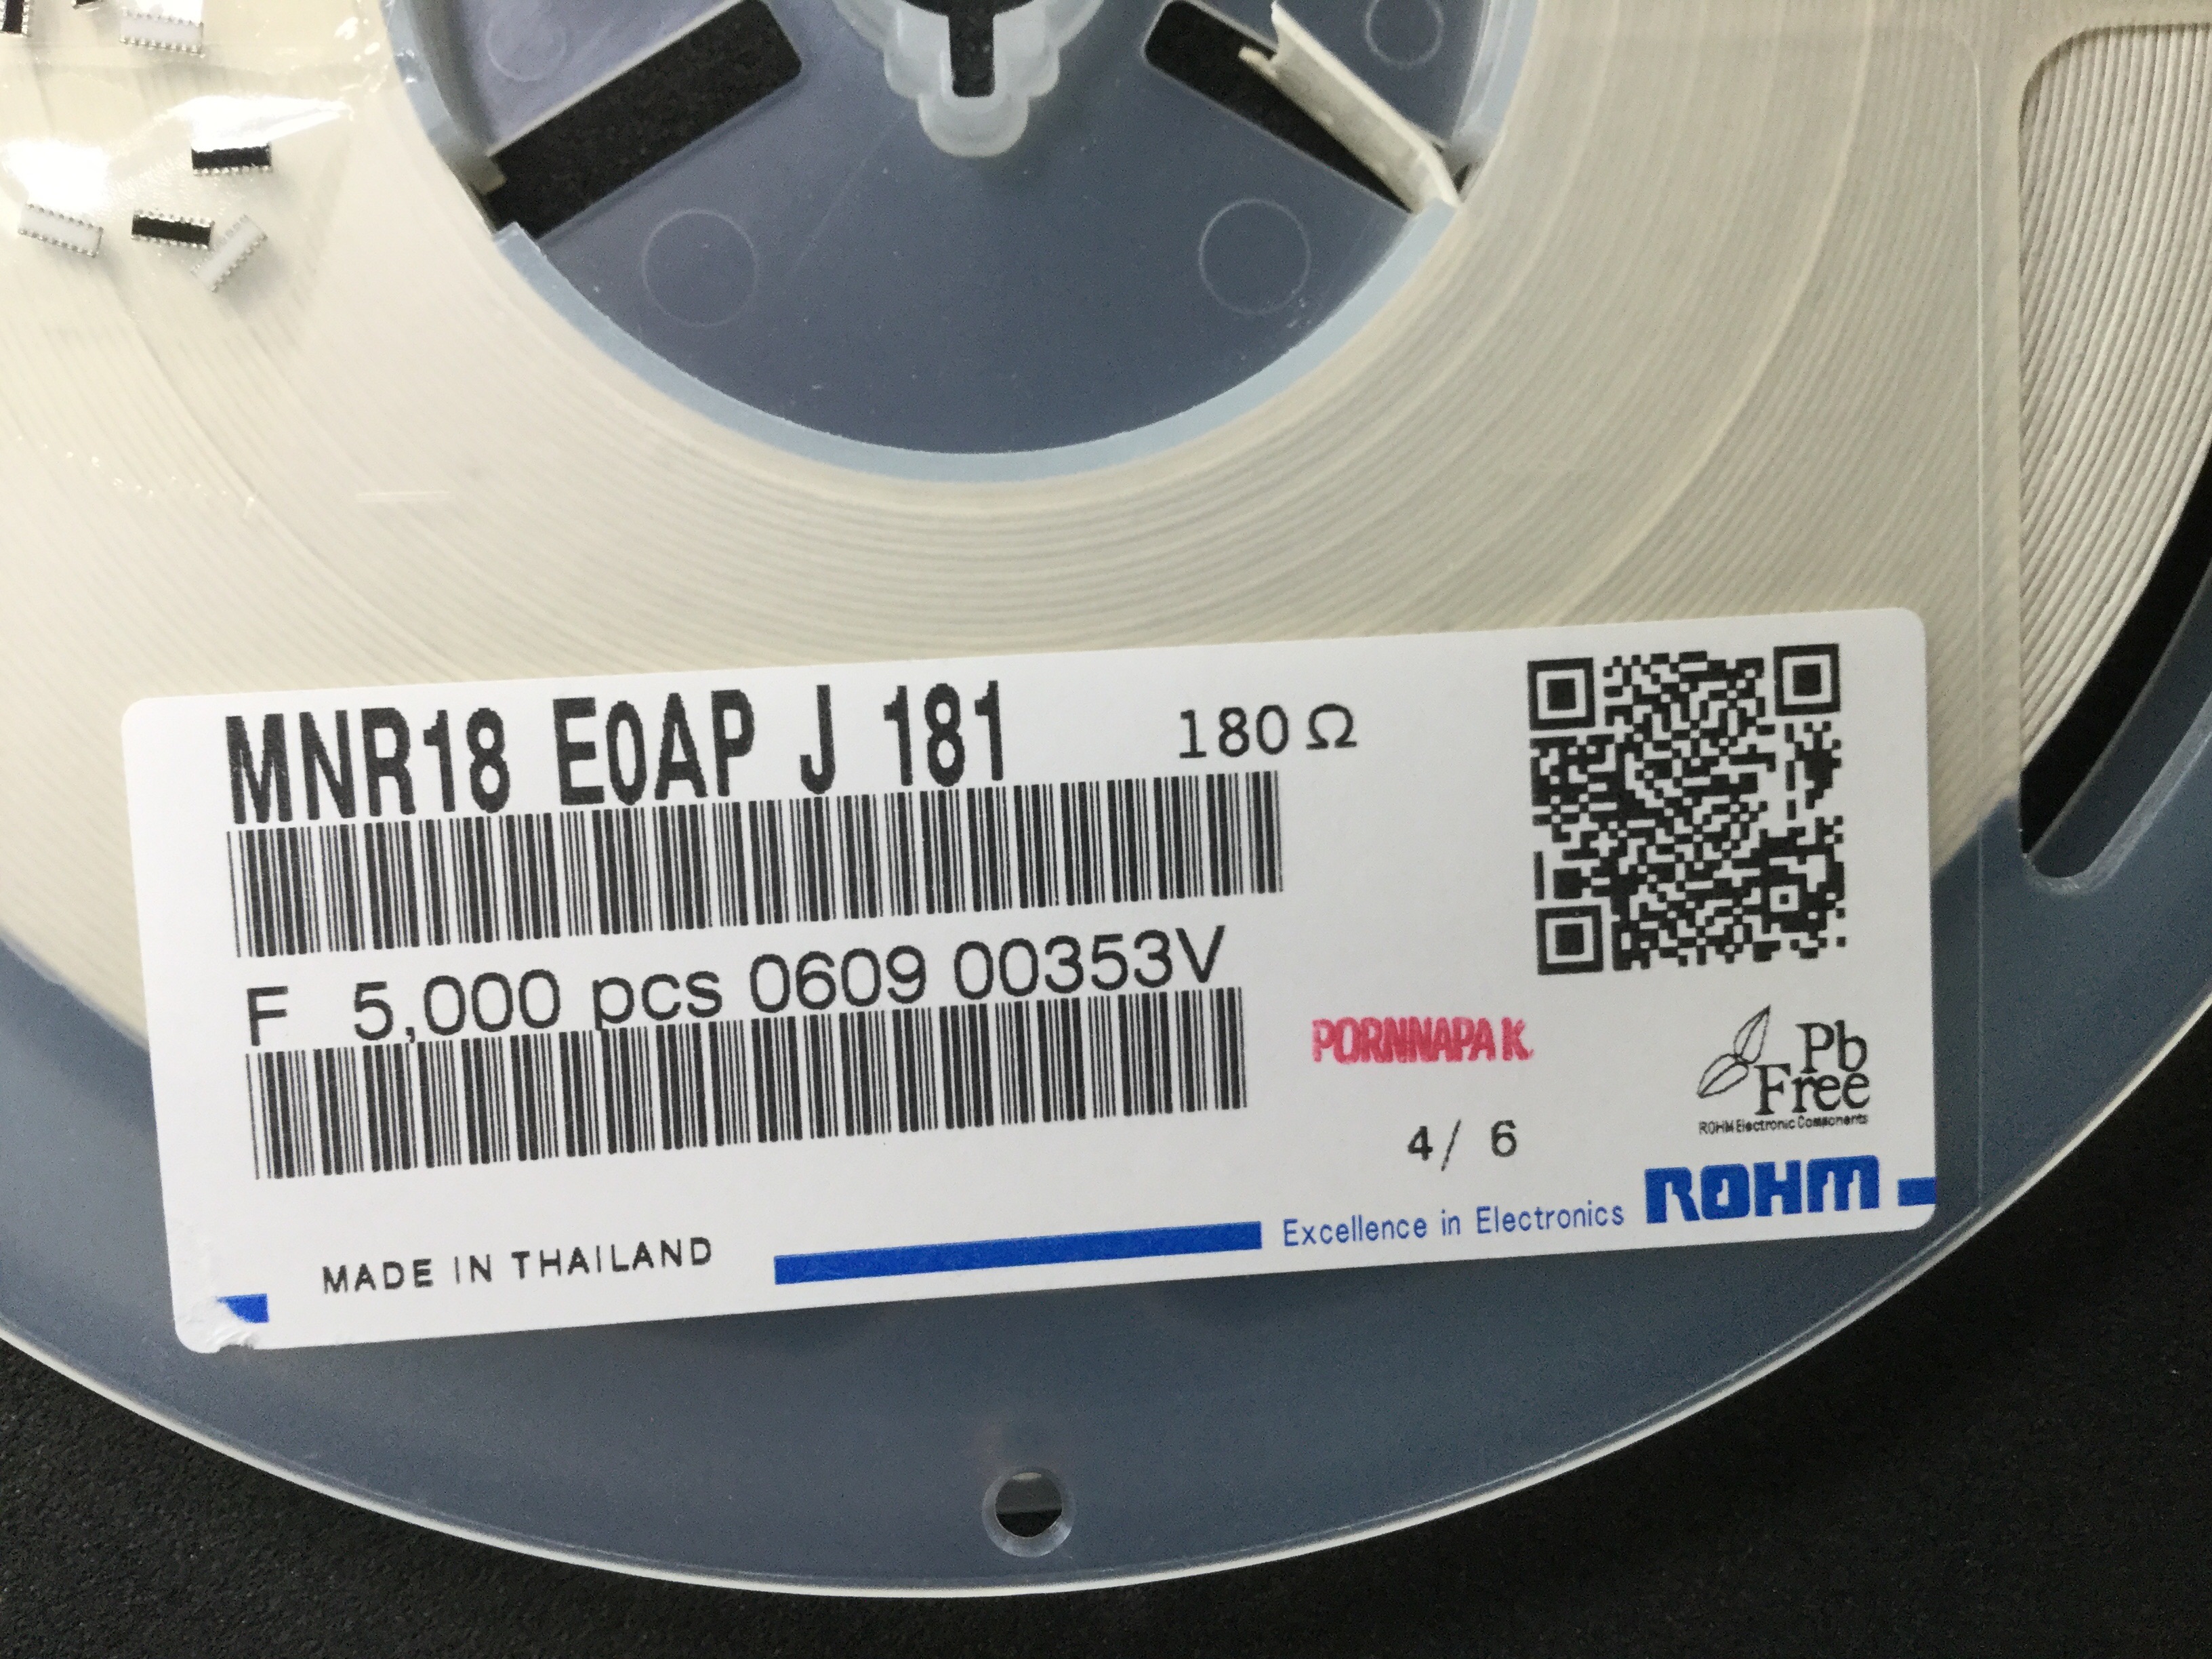 MNR18 E0AP J 181 180Ω
F 5,000 pcs 0609 00353V
PORNNAPA K.
Pb
Free
ROHM Electronic Components
4/ 6
MADE IN THAILAND
Excellence in Electronics ROHM